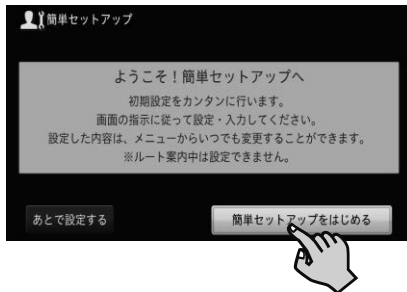 簡単セットアップ
ようこそ！簡単セットアップへ
初期設定をカンタンに行います。
画面の指示に従って設定・入力してください。
設定した内容は、メニューからいつでも変更することができます。
※ルート案内中は設定できません。
あとで設定する
簡単セットアップをはじめる